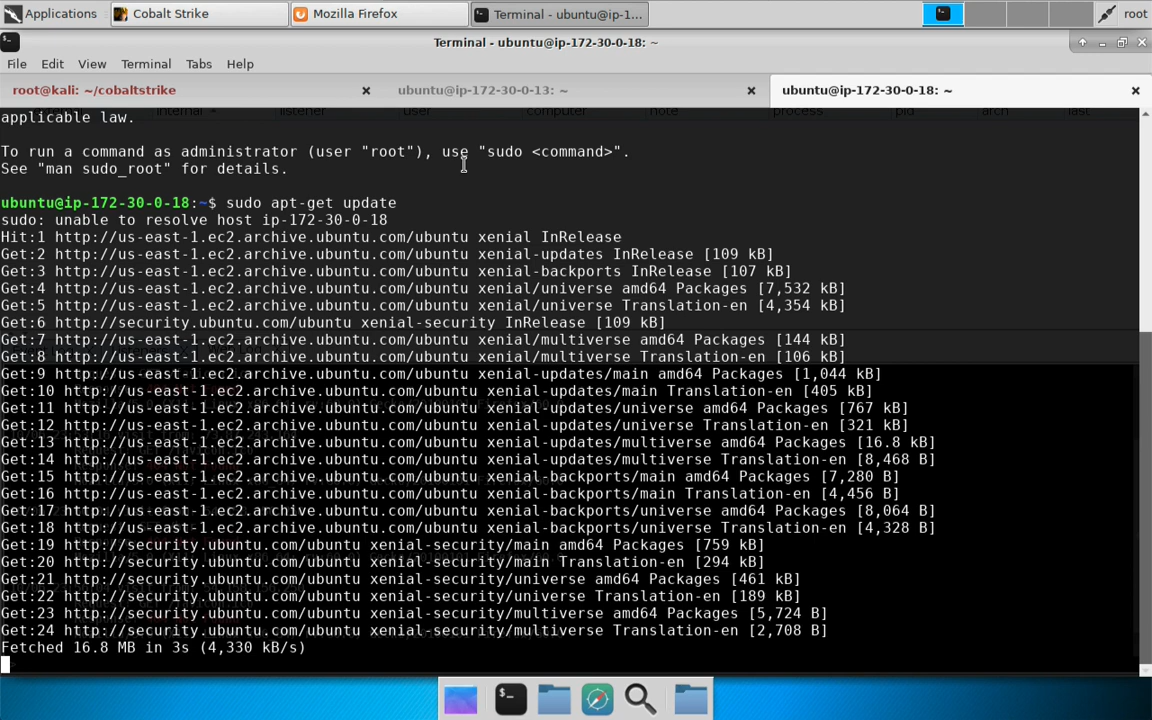 Applications
Cobalt Strike
Mozilla Firefox
Terminal - ubuntu@ip-1...
root
Terminal - ubuntu@ip-172-30-0-18: ~
File Edit View Terminal Tabs Help
root@kali: ~/cobaltstrike
ubuntu@ip-172-30-0-13: ~
ubuntu@ip-172-30-0-18: ~
applicable law.
To run a command as administrator (user "root"), use "sudo <command>".
See "man sudo_root" for details.
ubuntu@ip-172-30-0-18:~$ sudo apt-get update
sudo: unable to resolve host ip-172-30-0-18
Hit:1 http://us-east-1.ec2.archive.ubuntu.com/ubuntu xenial InRelease
Get:2 http://us-east-1.ec2.archive.ubuntu.com/ubuntu xenial-updates InRelease [109 kB]
Get:3 http://us-east-1.ec2.archive.ubuntu.com/ubuntu xenial-backports InRelease [107 kB]
Get:4 http://us-east-1.ec2.archive.ubuntu.com/ubuntu xenial/universe amd64 Packages [7,532 kB]
Get:5 http://us-east-1.ec2.archive.ubuntu.com/ubuntu xenial/universe Translation-en [4,354 kB]
Get:6 http://security.ubuntu.com/ubuntu xenial-security InRelease [109 kB]
Get:7 http://us-east-1.ec2.archive.ubuntu.com/ubuntu xenial/multiverse amd64 Packages [144 kB]
Get:8 http://us-east-1.ec2.archive.ubuntu.com/ubuntu xenial/multiverse Translation-en [106 kB]
Get:9 http://us-east-1.ec2.archive.ubuntu.com/ubuntu xenial-updates/main amd64 Packages [1,044 kB]
Get:10 http://us-east-1.ec2.archive.ubuntu.com/ubuntu xenial-updates/main Translation-en [405 kB]
Get:11 http://us-east-1.ec2.archive.ubuntu.com/ubuntu xenial-updates/universe amd64 Packages [767 kB]
Get:12 http://us-east-1.ec2.archive.ubuntu.com/ubuntu xenial-updates/universe Translation-en [321 kB]
Get:13 http://us-east-1.ec2.archive.ubuntu.com/ubuntu xenial-updates/multiverse amd64 Packages [16.8 kB]
Get:14 http://us-east-1.ec2.archive.ubuntu.com/ubuntu xenial-updates/multiverse Translation-en [8,468 B]
Get:15 http://us-east-1.ec2.archive.ubuntu.com/ubuntu xenial-backports/main amd64 Packages [7,280 B]
Get:16 http://us-east-1.ec2.archive.ubuntu.com/ubuntu xenial-backports/main Translation-en [4,456 B]
Get:17 http://us-east-1.ec2.archive.ubuntu.com/ubuntu xenial-backports/universe amd64 Packages [8,064 B]
Get:18 http://us-east-1.ec2.archive.ubuntu.com/ubuntu xenial-backports/universe Translation-en [4,328 B]
Get:19 http://security.ubuntu.com/ubuntu xenial-security/main amd64 Packages [759 kB]
Get:20 http://security.ubuntu.com/ubuntu xenial-security/main Translation-en [294 kB]
Get:21 http://security.ubuntu.com/ubuntu xenial-security/universe amd64 Packages [461 kB]
Get:22 http://security.ubuntu.com/ubuntu xenial-security/universe Translation-en [189 kB]
Get:23 http://security.ubuntu.com/ubuntu xenial-security/multiverse amd64 Packages [5,724 B]
Get:24 http://security.ubuntu.com/ubuntu xenial-security/multiverse Translation-en [2,708 B]
Fetched 16.8 MB in 3s (4,330 kB/s)